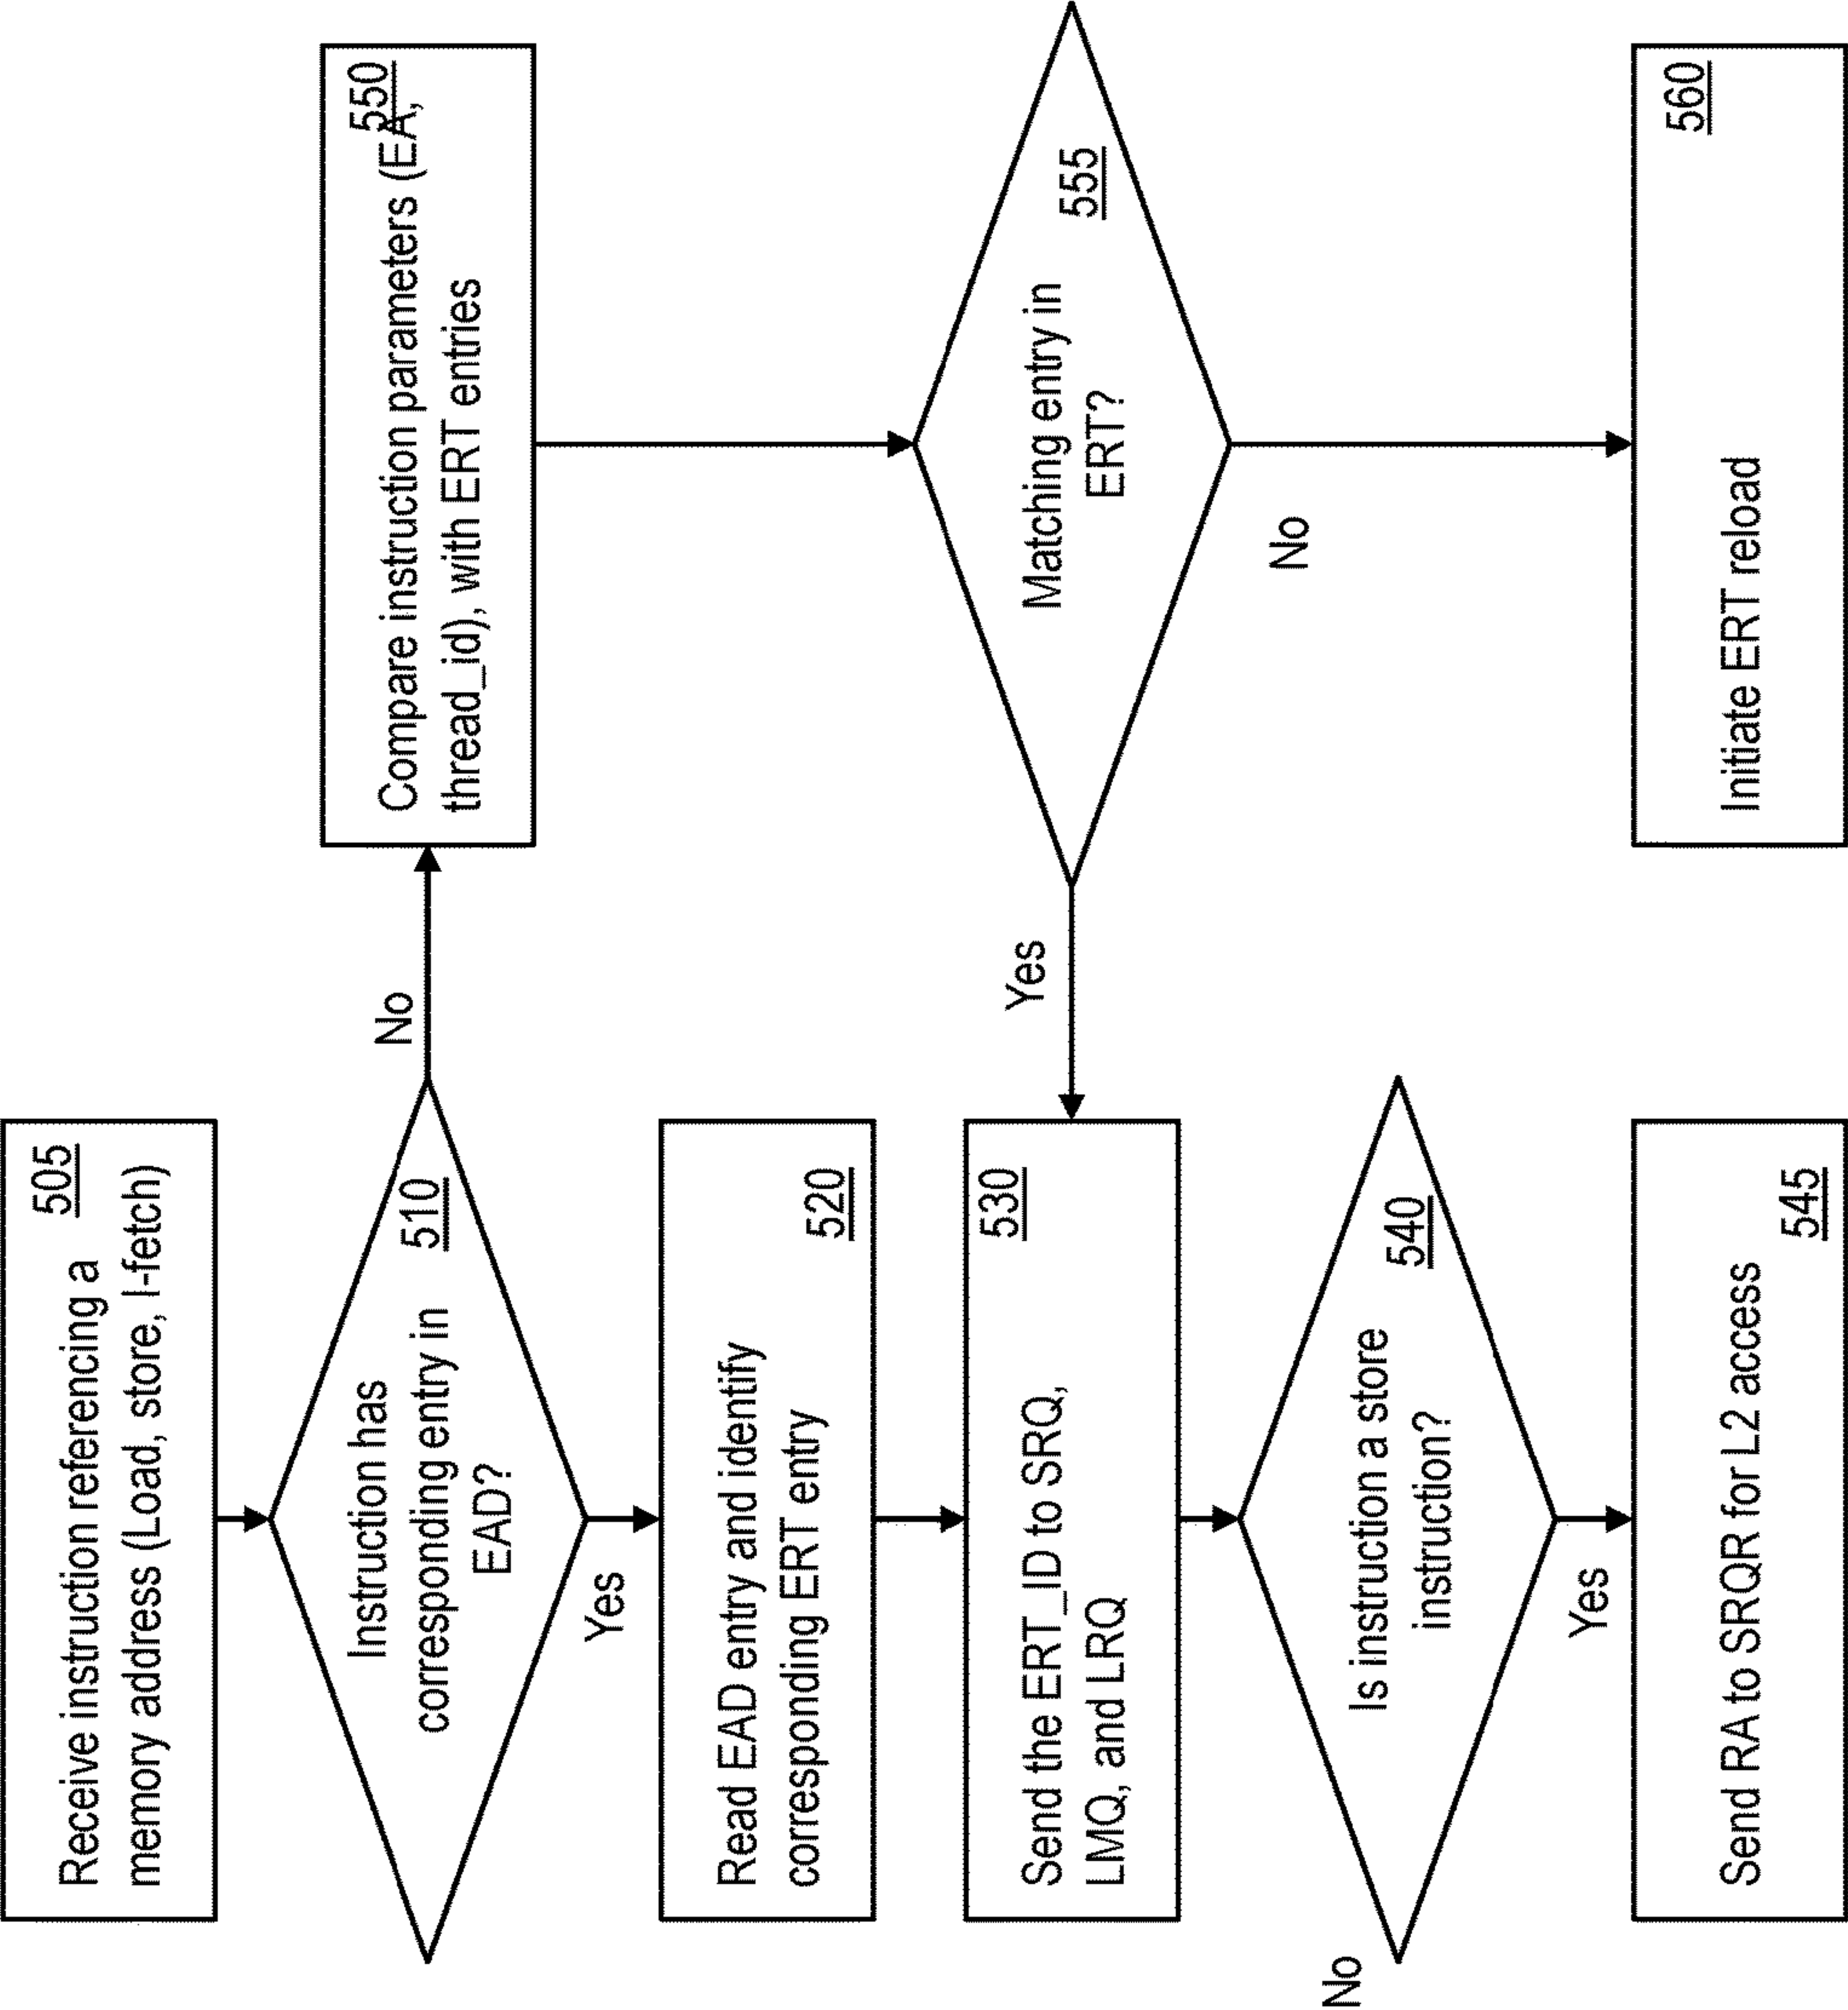 Receive instruction referencing a
memory address (Load, store, I-fetch)
505
Instruction has
corresponding entry in
EAD?
510
No
Yes
Read EAD entry and identify
corresponding ERT entry
520
Send the ERT_ID to SRQ,
LMQ, and LRQ
530
Is instruction a store
instruction?
540
No
Yes
Send RA to SRQR for L2 access
545
550
Compare instruction parameters (EA,
thread_id), with ERT entries
Matching entry in
ERT?
555
Yes
No
Initiate ERT reload
560